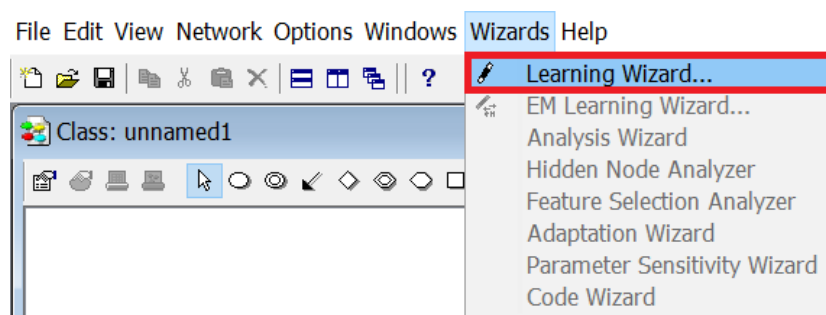 File Edit View Network Options Windows Wizards Help
?
Learning Wizard...
EM Learning Wizard...
Class: unnamed1
Analysis Wizard
Hidden Node Analyzer
Feature Selection Analyzer
Adaptation Wizard
Parameter Sensitivity Wizard
Code Wizard